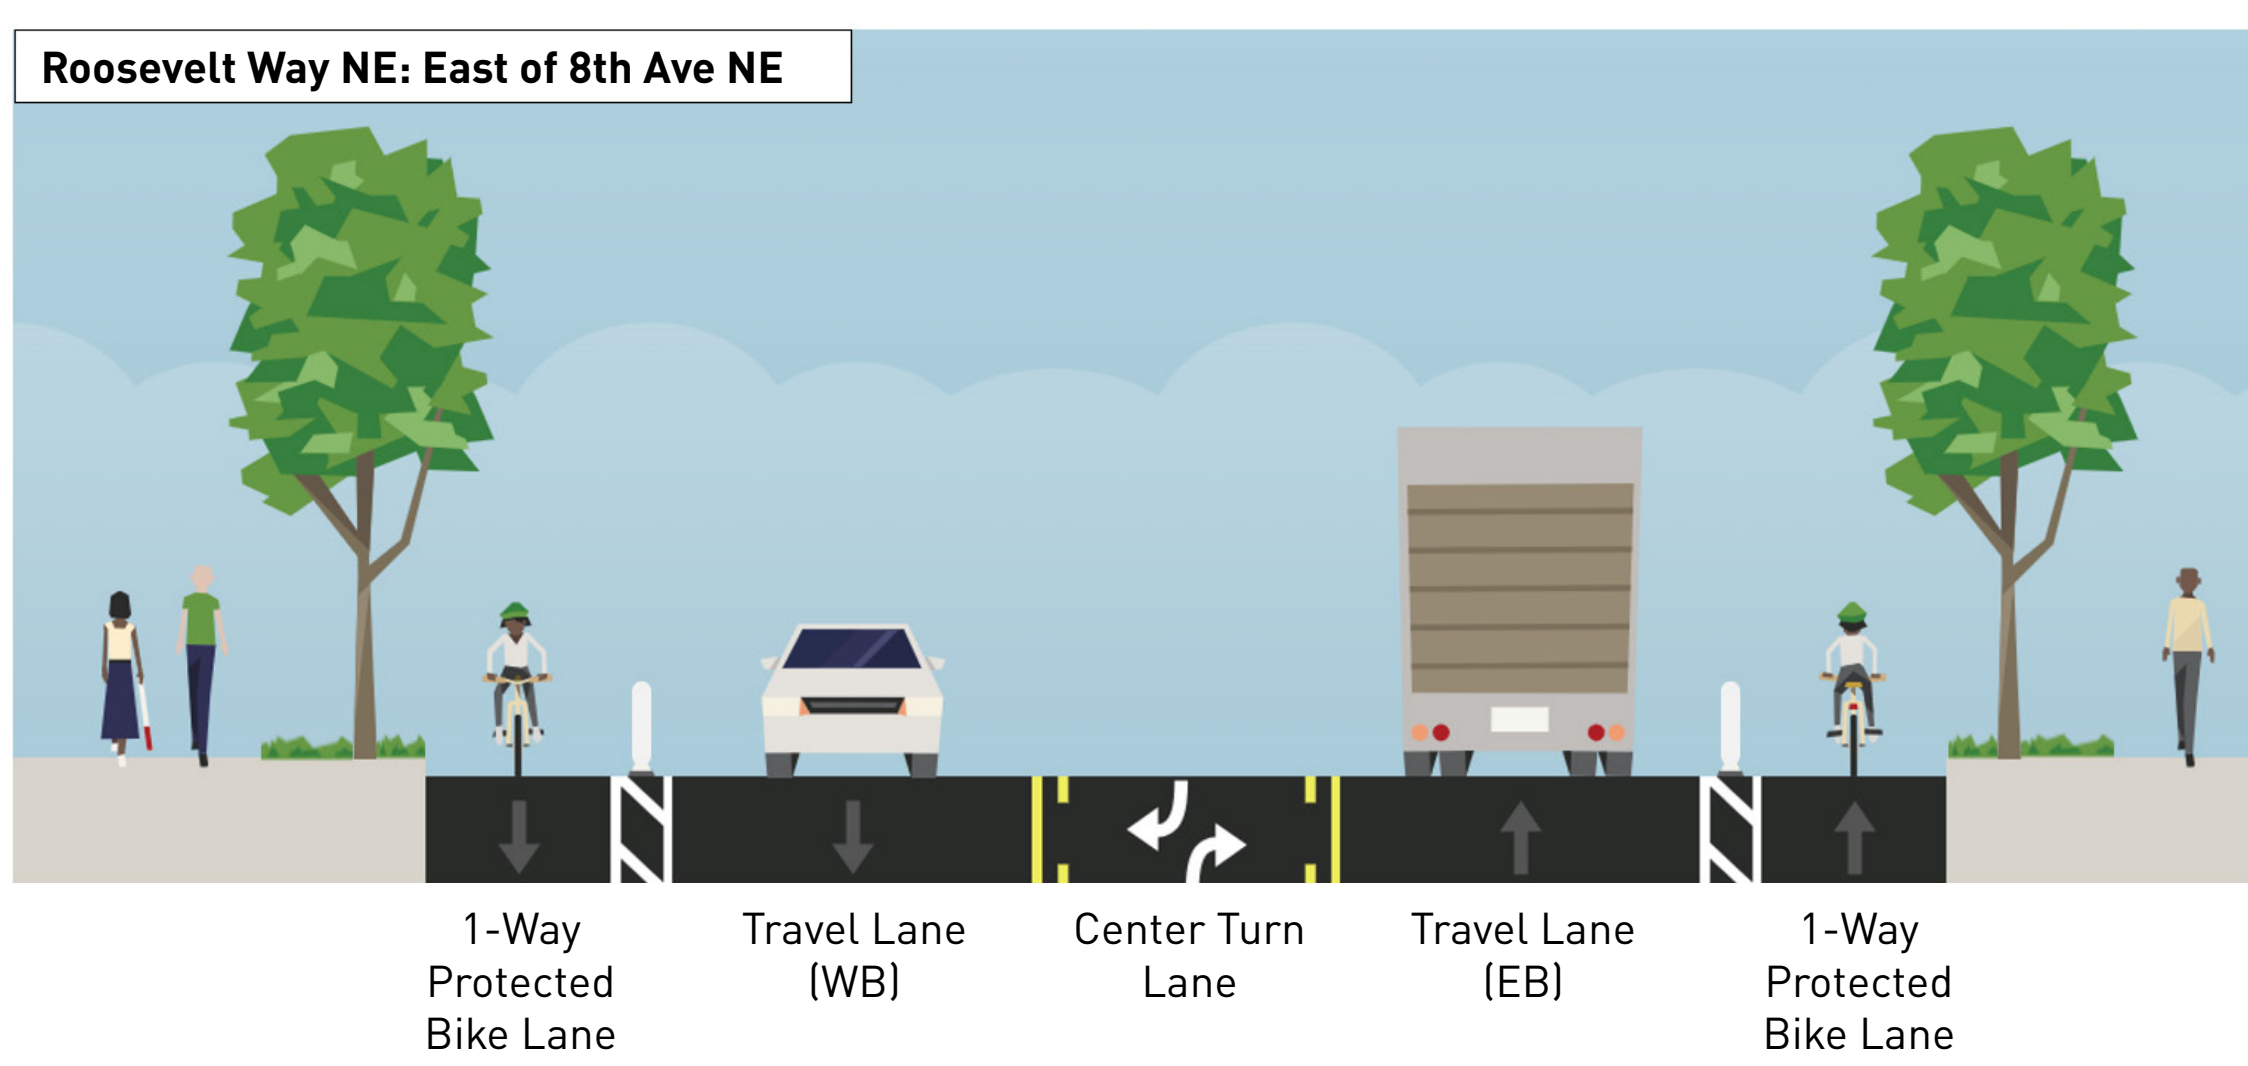 Roosevelt Way NE: East of 8th Ave NE
1-Way
Protected
Bike Lane
Travel Lane
(WB)
Center Turn
Lane
Travel Lane
(EB)
1-Way
Protected
Bike Lane